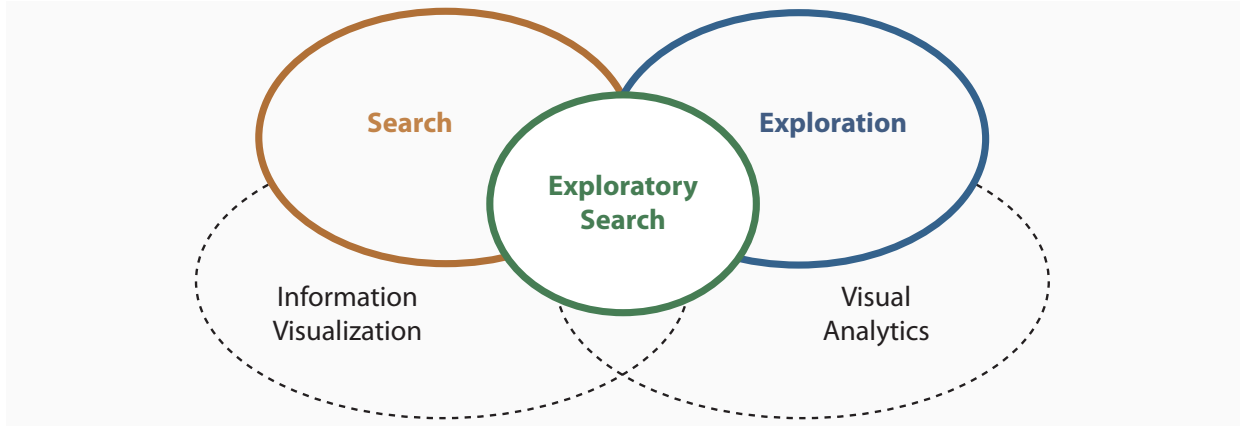 Search
Exploration
Exploratory
Search
Information
Visualization
Visual
Analytics